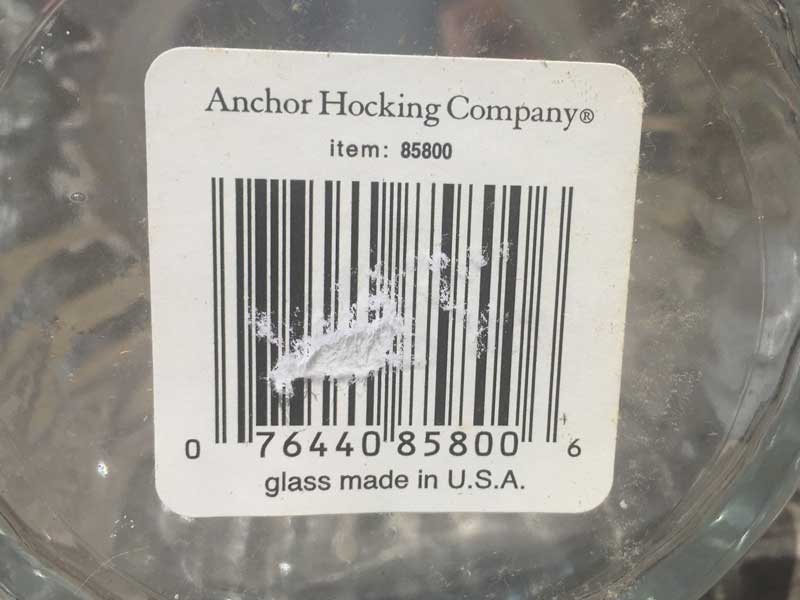 Anchor Hocking Company®
item: 85800
0 76440 85800 6
glass made in U.S.A.